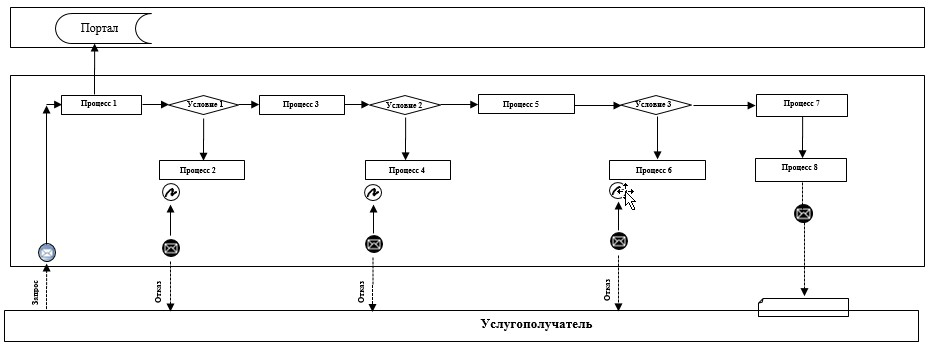 Портал
Процесс 1
Условие 1
Процесс 3
Условие 2
Процесс 5
Условие 3
Процесс 7
Процесс 2
Процесс 4
Процесс 6
Процесс 8
Запрос
Отказ
Отказ
Отказ
Услугополучатель